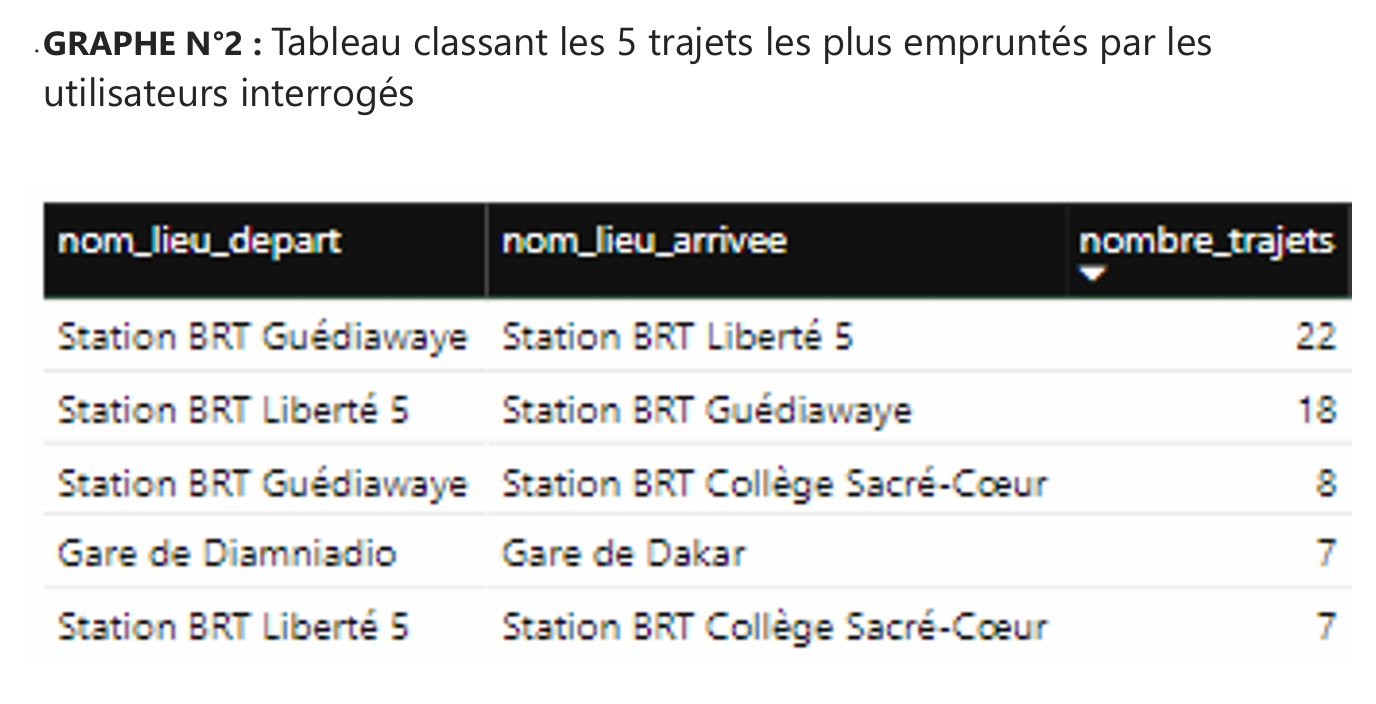 .GRAPHE N°2 : Tableau classant les 5 trajets les plus empruntés par les
utilisateurs interrogés
nom_lieu_depart nom_lieu_arrivee nombre_trajets
Station BRT Guédiawaye Station BRT Liberté 5 22
Station BRT Liberté 5 Station BRT Guédiawaye 18
Station BRT Guédiawaye Station BRT Collège Sacré-Cœur 8
Gare de Diamniadio Gare de Dakar 7
Station BRT Liberté 5 Station BRT Collège Sacré-Cœur 7